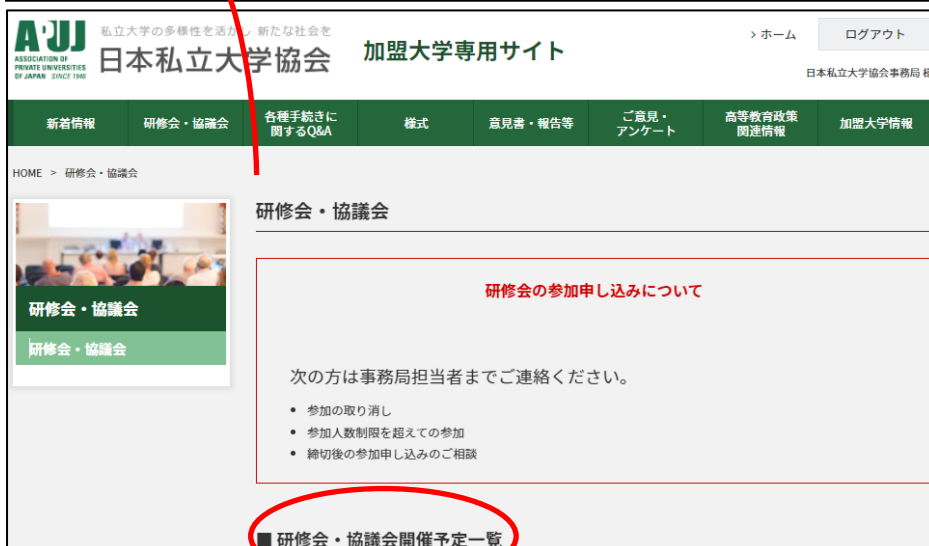 APUJ
ASSOCIATION OF
PRIVATE UNIVERSITIES
OF JAPAN SINCE 1946
私立大学の多様性を活かし 新たな社会を
日本私立大学協会
加盟大学専用サイト
> ホーム
ログアウト
日本私立大学協会事務局 様
新着情報
研修会・協議会
各種手続きに
関するQ&A
様式
意見書・報告等
ご意見・
アンケート
高等教育政策
関連情報
加盟大学情報
HOME > 研修会・協議会
研修会・協議会
研修会・協議会
研修会・協議会
研修会の参加申し込みについて
次の方は事務局担当者までご連絡ください。
• 参加の取り消し
• 参加人数制限を超えての参加
• 締切後の参加申し込みのご相談
■ 研修会・協議会開催予定一覧